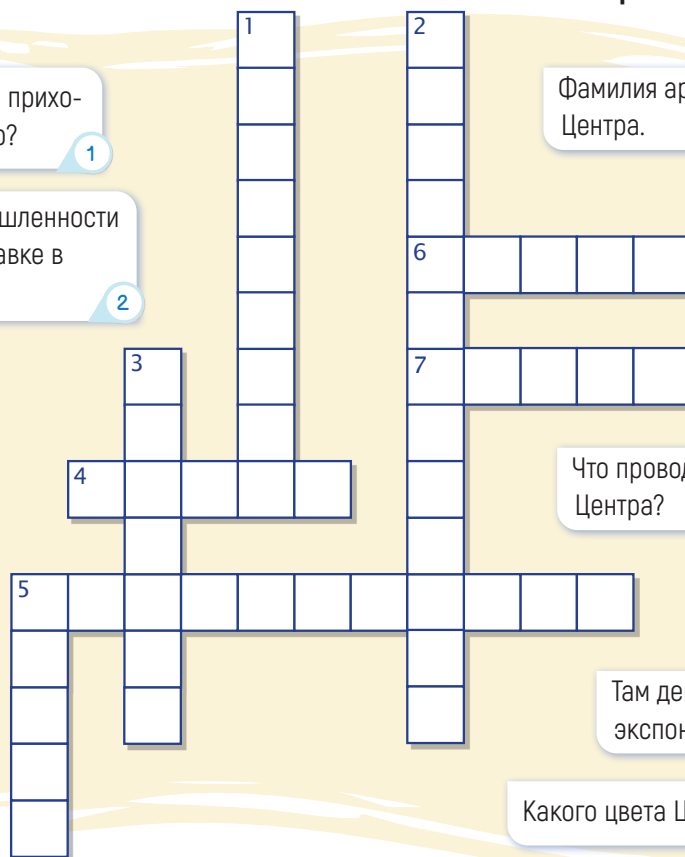 1
2
прихо-
о?
1
Фамилия ар
Центра.
шленности
авке в
2
6
3
7
4
Что провод
Центра?
5
Там де
экспон
Какого цвета Ц